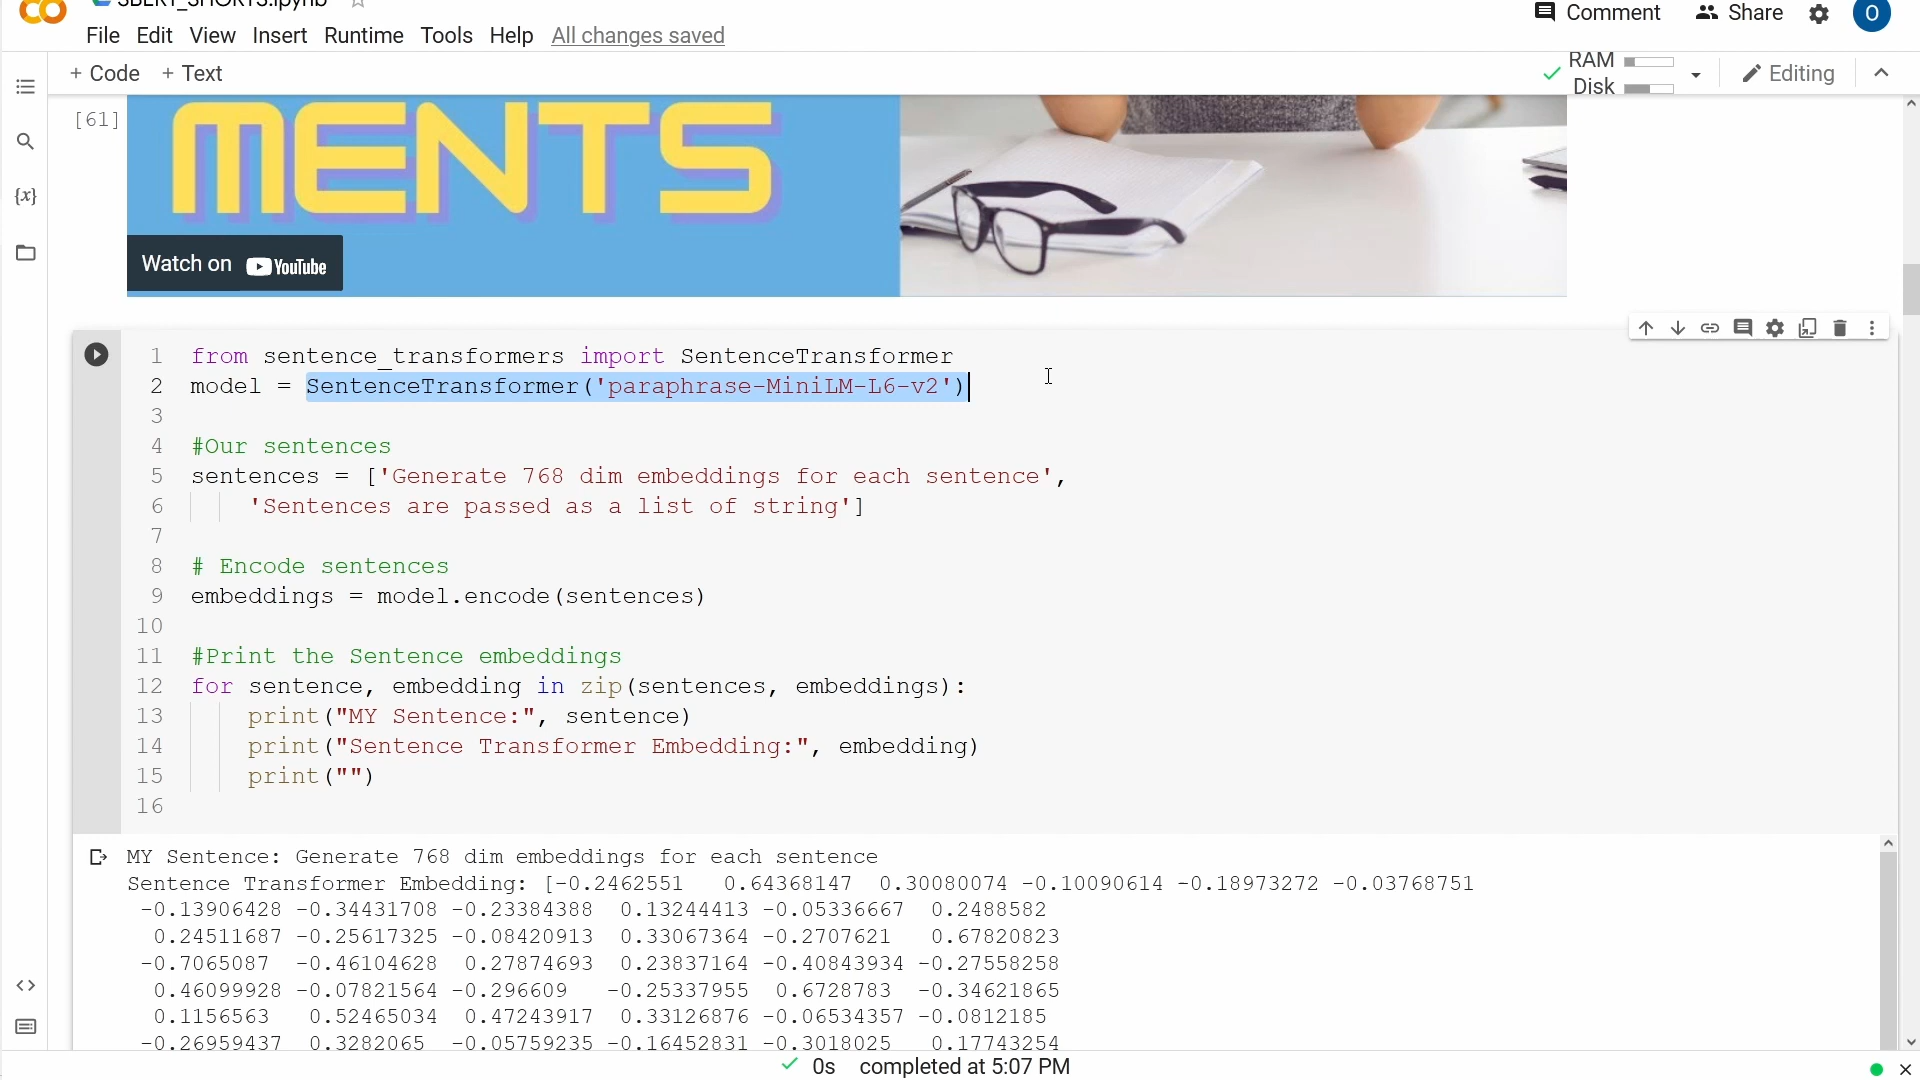 SBERT_SHORTS.ipynb
Comment Share O
File Edit View Insert Runtime Tools Help All changes saved
+ Code + Text
RAM
Disk
Editing
[61]
MENTS
Watch on YouTube
{x}
1 from sentence_transformers import SentenceTransformer
2 model = SentenceTransformer('paraphrase-MiniLM-L6-v2')
3
4 #Our sentences
5 sentences = ['Generate 768 dim embeddings for each sentence',
6 'Sentences are passed as a list of string']
7
8 # Encode sentences
9 embeddings = model.encode(sentences)
10
11 #Print the Sentence embeddings
12 for sentence, embedding in zip(sentences, embeddings):
13 print("MY Sentence:", sentence)
14 print("Sentence Transformer Embedding:", embedding)
15 print("")
16
MY Sentence: Generate 768 dim embeddings for each sentence
Sentence Transformer Embedding: [-0.2462551 0.64368147 0.30080074 -0.10090614 -0.18973272 -0.03768751
-0.13906428 -0.34431708 -0.23384388 0.13244413 -0.05336667 0.2488582
0.24511687 -0.25617325 -0.08420913 0.33067364 -0.2707621 0.67820823
-0.7065087 -0.46104628 0.27874693 0.23837164 -0.40843934 -0.27558258
0.46099928 -0.07821564 -0.296609 -0.25337955 0.6728783 -0.34621865
0.1156563 0.52465034 0.47243917 0.33126876 -0.06534357 -0.0812185
-0.26959437 0.3282065 -0.05759235 -0.16452831 -0.3018025 0.17743254
0s completed at 5:07 PM